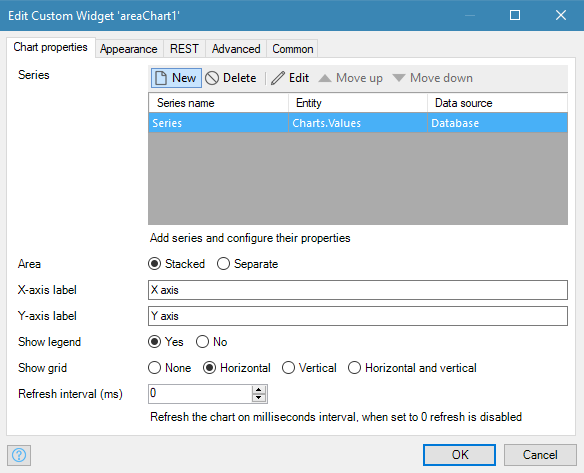 Edit Custom Widget 'areaChart1'
Chart properties Appearance REST Advanced Common
Series New Delete Edit Move up Move down
Series name Entity Data source
Series Charts.Values Database
Add series and configure their properties
Area Stacked Separate
X-axis label X axis
Y-axis label Y axis
Show legend Yes No
Show grid None Horizontal Vertical Horizontal and vertical
Refresh interval (ms) 0
Refresh the chart on milliseconds interval, when set to 0 refresh is disabled
? OK Cancel